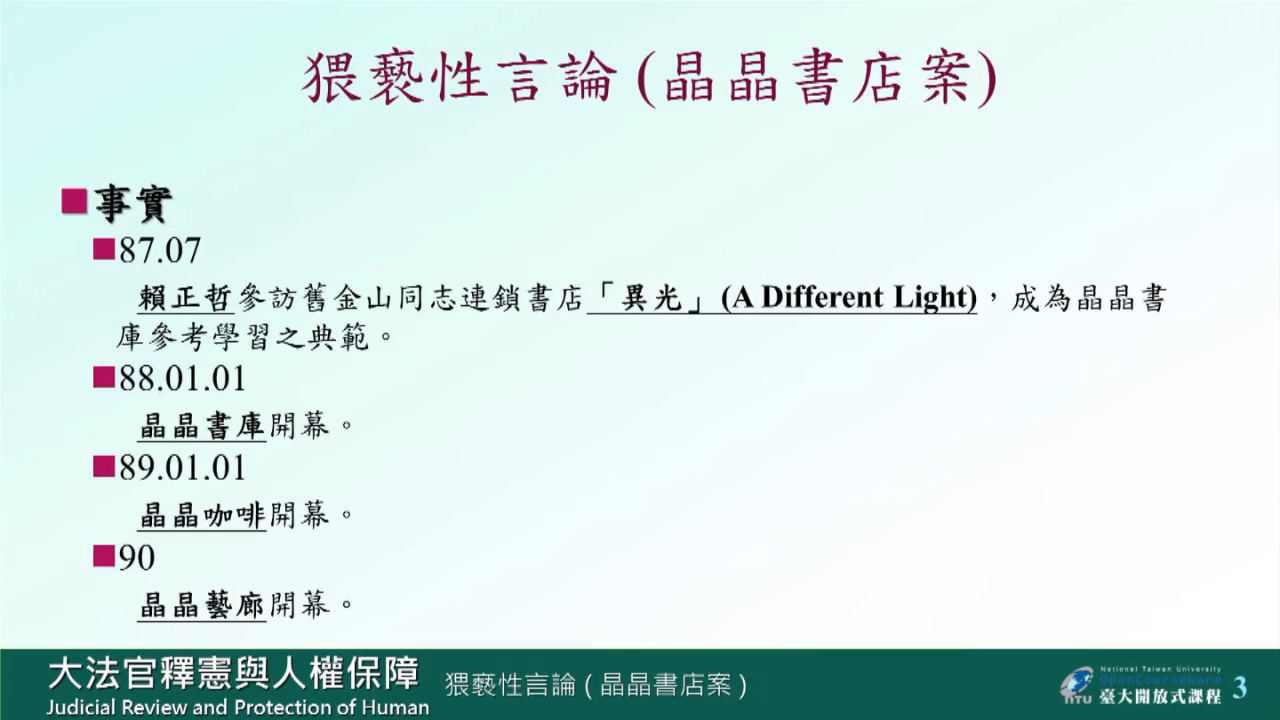 猥褻性言論 (晶晶書店案)
事實
87.07
賴正哲參訪舊金山同志連鎖書店「異光」(A Different Light)，成為晶晶書
庫參考學習之典範。
88.01.01
晶晶書庫開幕。
89.01.01
晶晶咖啡開幕。
90
晶晶藝廊開幕。
大法官釋憲與人權保障
Judicial Review and Protection of Human
猥褻性言論 ( 晶晶書店案 )
National Taiwan University
OpenCourseWare
NTU 臺大開放式課程
3